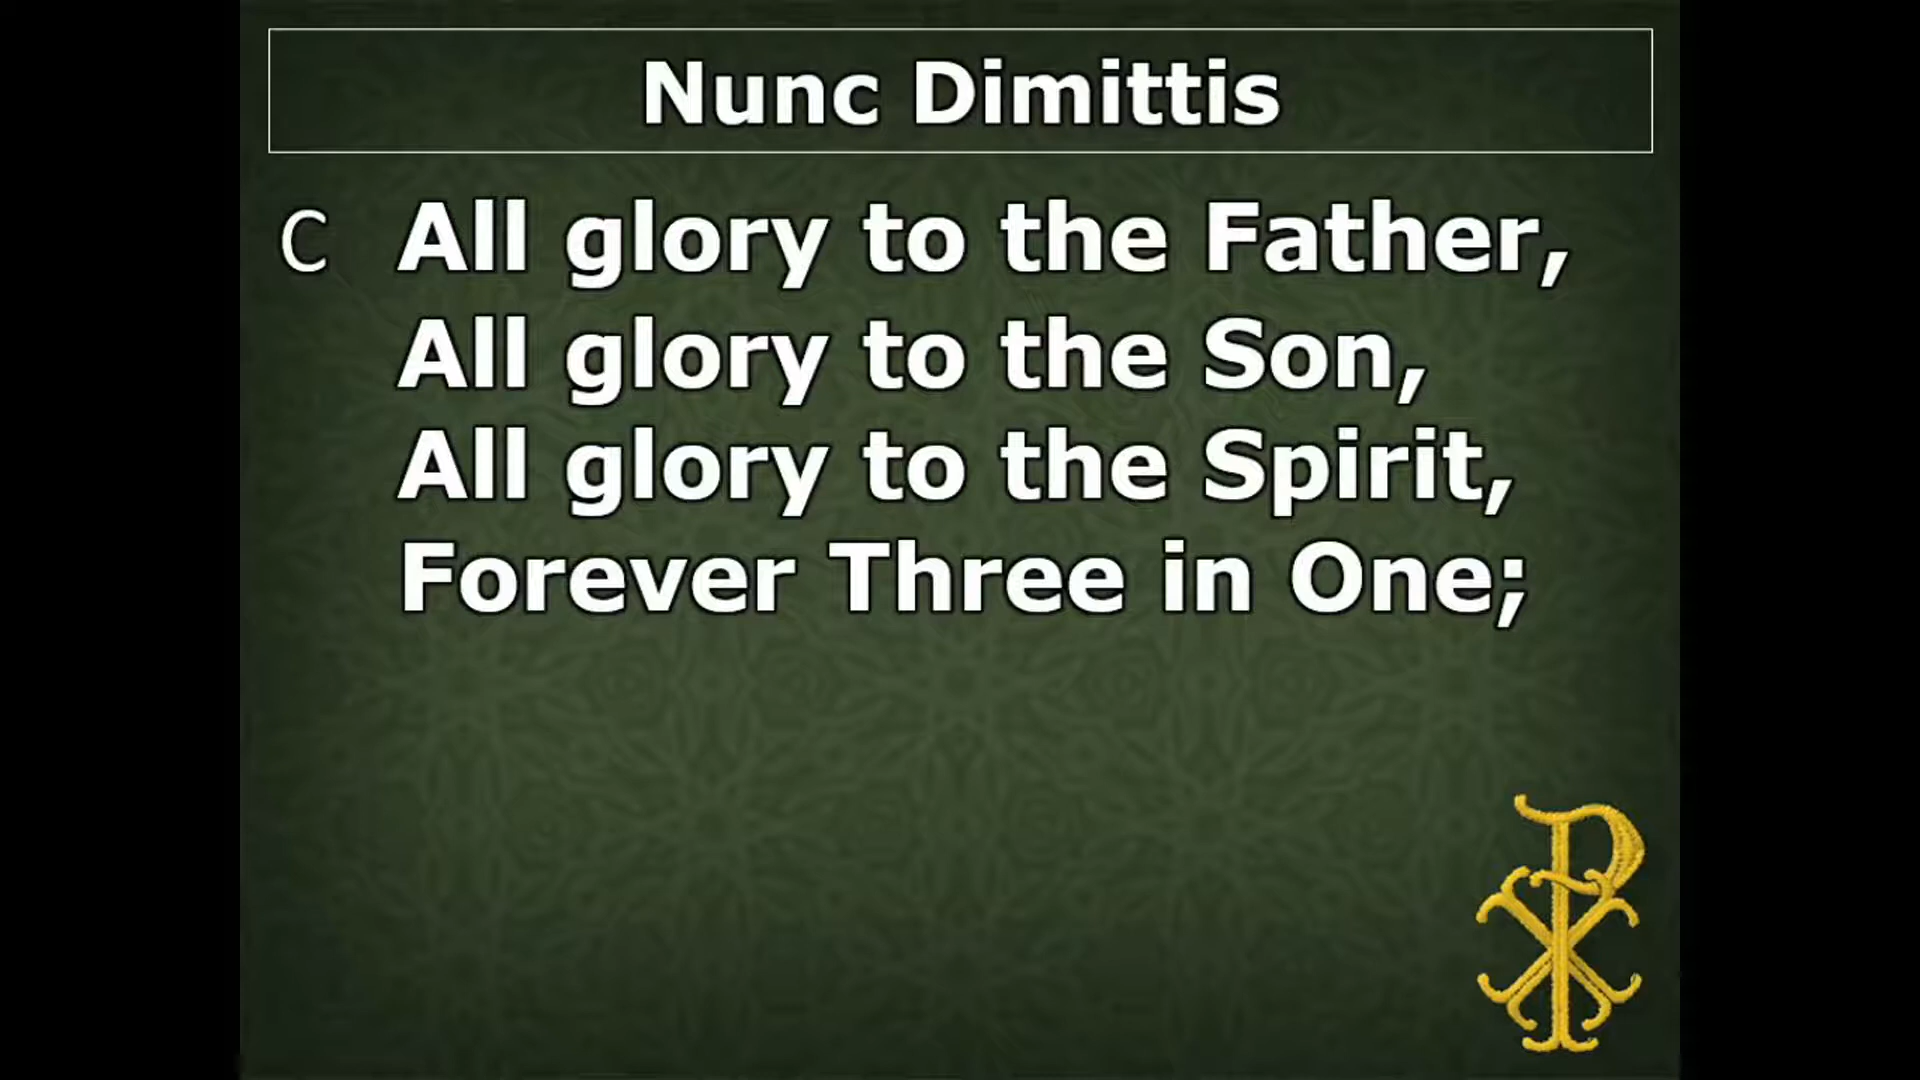 Nunc Dimittis
C All glory to the Father,
All glory to the Son,
All glory to the Spirit,
Forever Three in One;